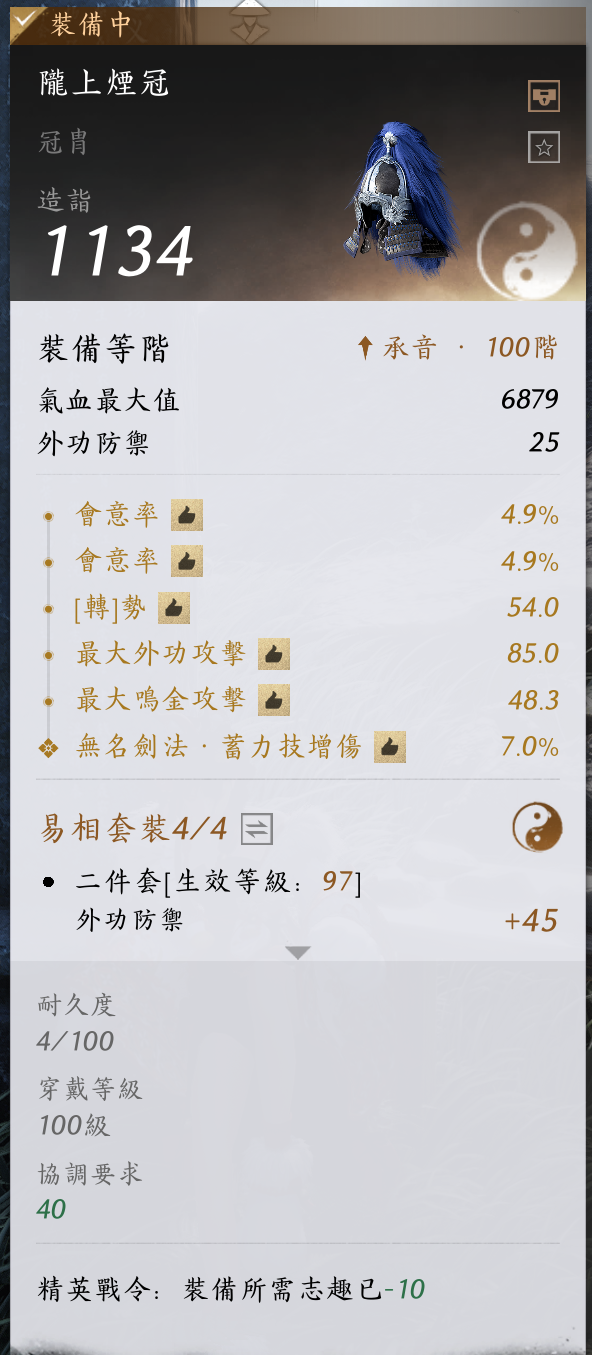 裝備中
隴上煙冠
冠冑
造詣
1134
裝備等階 承音 · 100階
氣血最大值 6879
外功防禦 25
會意率 4.9%
會意率 4.9%
[轉]勢 54.0
最大外功攻擊 85.0
最大鳴金攻擊 48.3
無名劍法 · 蓄力技增傷 7.0%
易相套裝4/4
二件套[生效等級：97]
外功防禦 +45
耐久度
4/100
穿戴等級
100級
協調要求
40
精英戰令：裝備所需志趣已-10